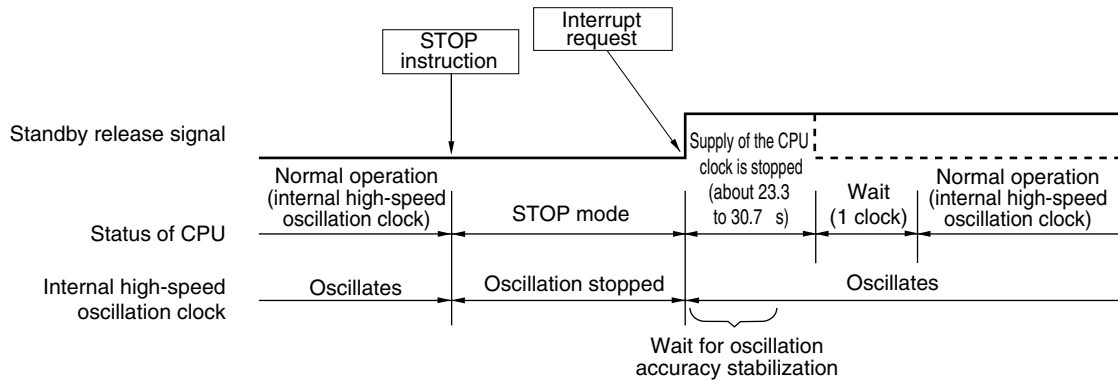 Interrupt
request
STOP
instruction
Standby release signal
Supply of the CPU
clock is stopped
(about 23.3
to 30.7 s)
Normal operation
(internal high-speed
oscillation clock)
STOP mode
Wait
(1 clock)
Normal operation
(internal high-speed
oscillation clock)
Status of CPU
Internal high-speed
oscillation clock
Oscillates
Oscillation stopped
Oscillates
Wait for oscillation
accuracy stabilization